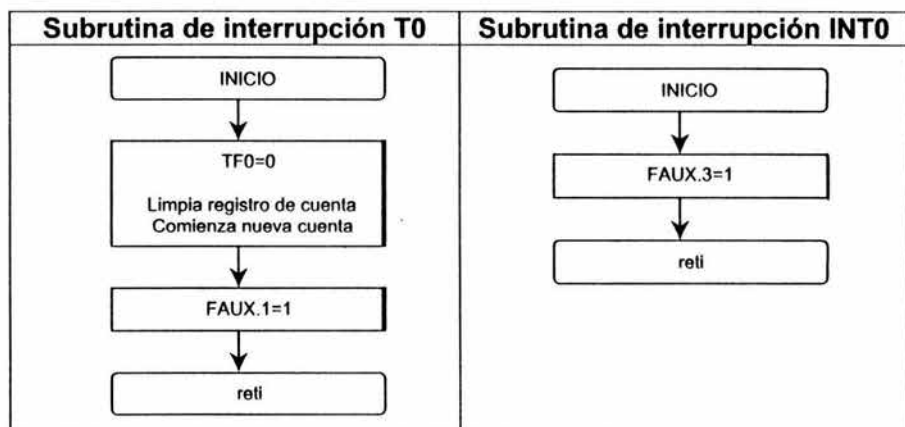 Subrutina de interrupción T0
INICIO
TF0=0
Limpia registro de cuenta
Comienza nueva cuenta
FAUX.1=1
reti
Subrutina de interrupción INT0
INICIO
FAUX.3=1
reti